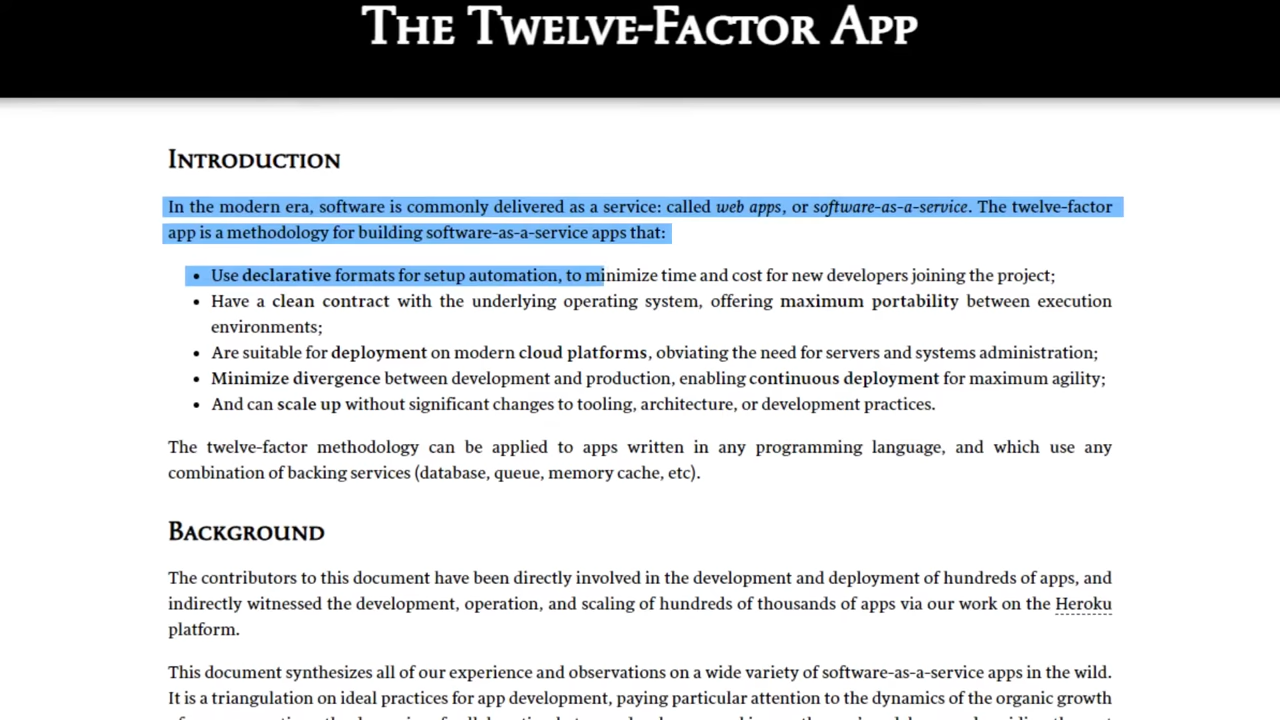 The Twelve-Factor App
Introduction
In the modern era, software is commonly delivered as a service: called web apps, or software-as-a-service. The twelve-factor
app is a methodology for building software-as-a-service apps that:
• Use declarative formats for setup automation, to minimize time and cost for new developers joining the project;
• Have a clean contract with the underlying operating system, offering maximum portability between execution
environments;
• Are suitable for deployment on modern cloud platforms, obviating the need for servers and systems administration;
• Minimize divergence between development and production, enabling continuous deployment for maximum agility;
• And can scale up without significant changes to tooling, architecture, or development practices.
The twelve-factor methodology can be applied to apps written in any programming language, and which use any
combination of backing services (database, queue, memory cache, etc).
Background
The contributors to this document have been directly involved in the development and deployment of hundreds of apps, and
indirectly witnessed the development, operation, and scaling of hundreds of thousands of apps via our work on the Heroku
platform.
This document synthesizes all of our experience and observations on a wide variety of software-as-a-service apps in the wild.
It is a triangulation on ideal practices for app development, paying particular attention to the dynamics of the organic growth